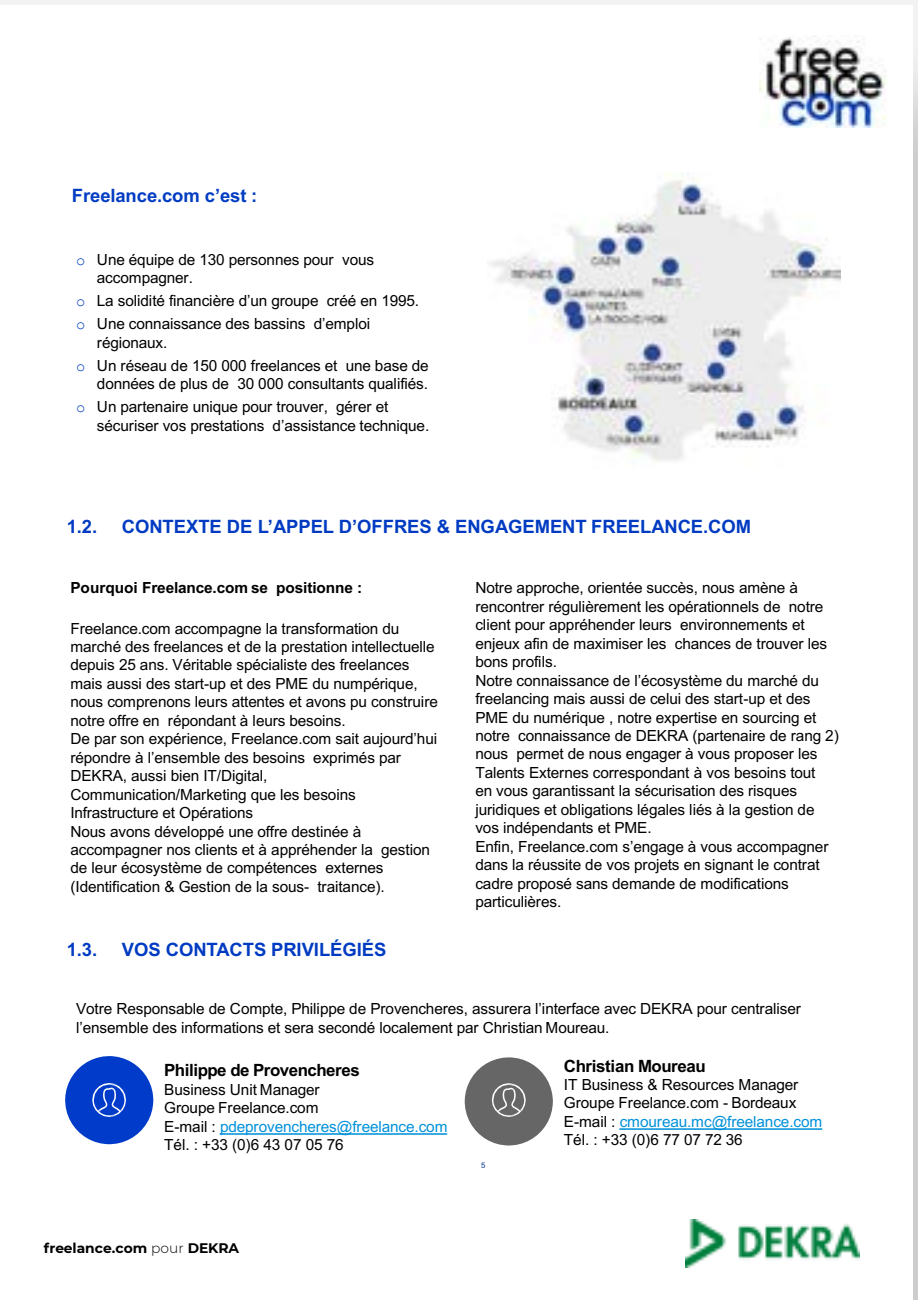 free
lance
com
Freelance.com c’est :
o Une équipe de 130 personnes pour vous
accompagner.
o La solidité financière d’un groupe créé en 1995.
o Une connaissance des bassins d’emploi
régionaux.
o Un réseau de 150 000 freelances et une base de
données de plus de 30 000 consultants qualifiés.
o Un partenaire unique pour trouver, gérer et
sécuriser vos prestations d’assistance technique.
LILLE
ROUEN
CAEN
PARIS
STRASBOURG
RENNES
SAINT-NAZAIRE
NANTES
LA ROCHE/YON
LYON
CLERMONT
-FERRAND
GRENOBLE
BORDEAUX
TOULOUSE
MARSEILLE
NICE
1.2. CONTEXTE DE L’APPEL D’OFFRES & ENGAGEMENT FREELANCE.COM
Pourquoi Freelance.com se positionne :
Freelance.com accompagne la transformation du
marché des freelances et de la prestation intellectuelle
depuis 25 ans. Véritable spécialiste des freelances
mais aussi des start-up et des PME du numpérique,
nous comprenons leurs attentes et avons pu construire
notre offre en répondant à leurs besoins.
De par son expérience, Freelance.com sait aujourd’hui
répondre à l’ensemble des besoins exprimés par
DEKRA, aussi bien IT/Digital,
Communication/Marketing que les besoins
Infrastructure et Opérations
Nous avons développé une offre destinée à
accompagner nos clients et à appréhender la gestion
de leur écosystème de compétences externes
(Identification & Gestion de la sous- traitance).
Notre approche, orientée succès, nous amène à
rencontrer régulièrement les opérationnels de notre
client pour appréhender leurs environnements et
enjeux afin de maximiser les chances de trouver les
bons profils.
Notre connaissance de l’écosystème du marché du
freelancing mais aussi de celui des start-up et des
PME du numérique , notre expertise en sourcing et
notre connaissance de DEKRA (partenaire de rang 2)
nous permet de nous engager à vous proposer les
Talents Externes correspondant à vos besoins tout
en vous garantissant la sécurisation des risques
juridiques et obligations légales liés à la gestion de
vos indépendants et PME.
Enfin, Freelance.com s’engage à vous accompagner
dans la réussite de vos projets en signant le contrat
cadre proposé sans demande de modifications
particulières.
1.3. VOS CONTACTS PRIVILÉGIÉS
Votre Responsable de Compte, Philippe de Provencheres, assurera l’interface avec DEKRA pour centraliser
l’ensemble des informations et sera secondé localement par Christian Moureau.
Philippe de Provencheres
Business Unit Manager
Groupe Freelance.com
E-mail : pdeprovencheres@freelance.com
Tél. : +33 (0)6 43 07 05 76
Christian Moureau
IT Business & Resources Manager
Groupe Freelance.com - Bordeaux
E-mail : cmoureau.mc@freelance.com
Tél. : +33 (0)6 77 07 72 36
5
freelance.com pour DEKRA
DEKRA